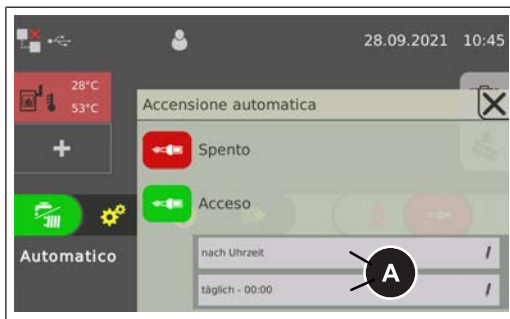 28.09.2021 10:45
28°C
53°C
Accensione automatica
+
Spento
Acceso
Automatico
nach Uhrzeit
täglich - 00:00
A